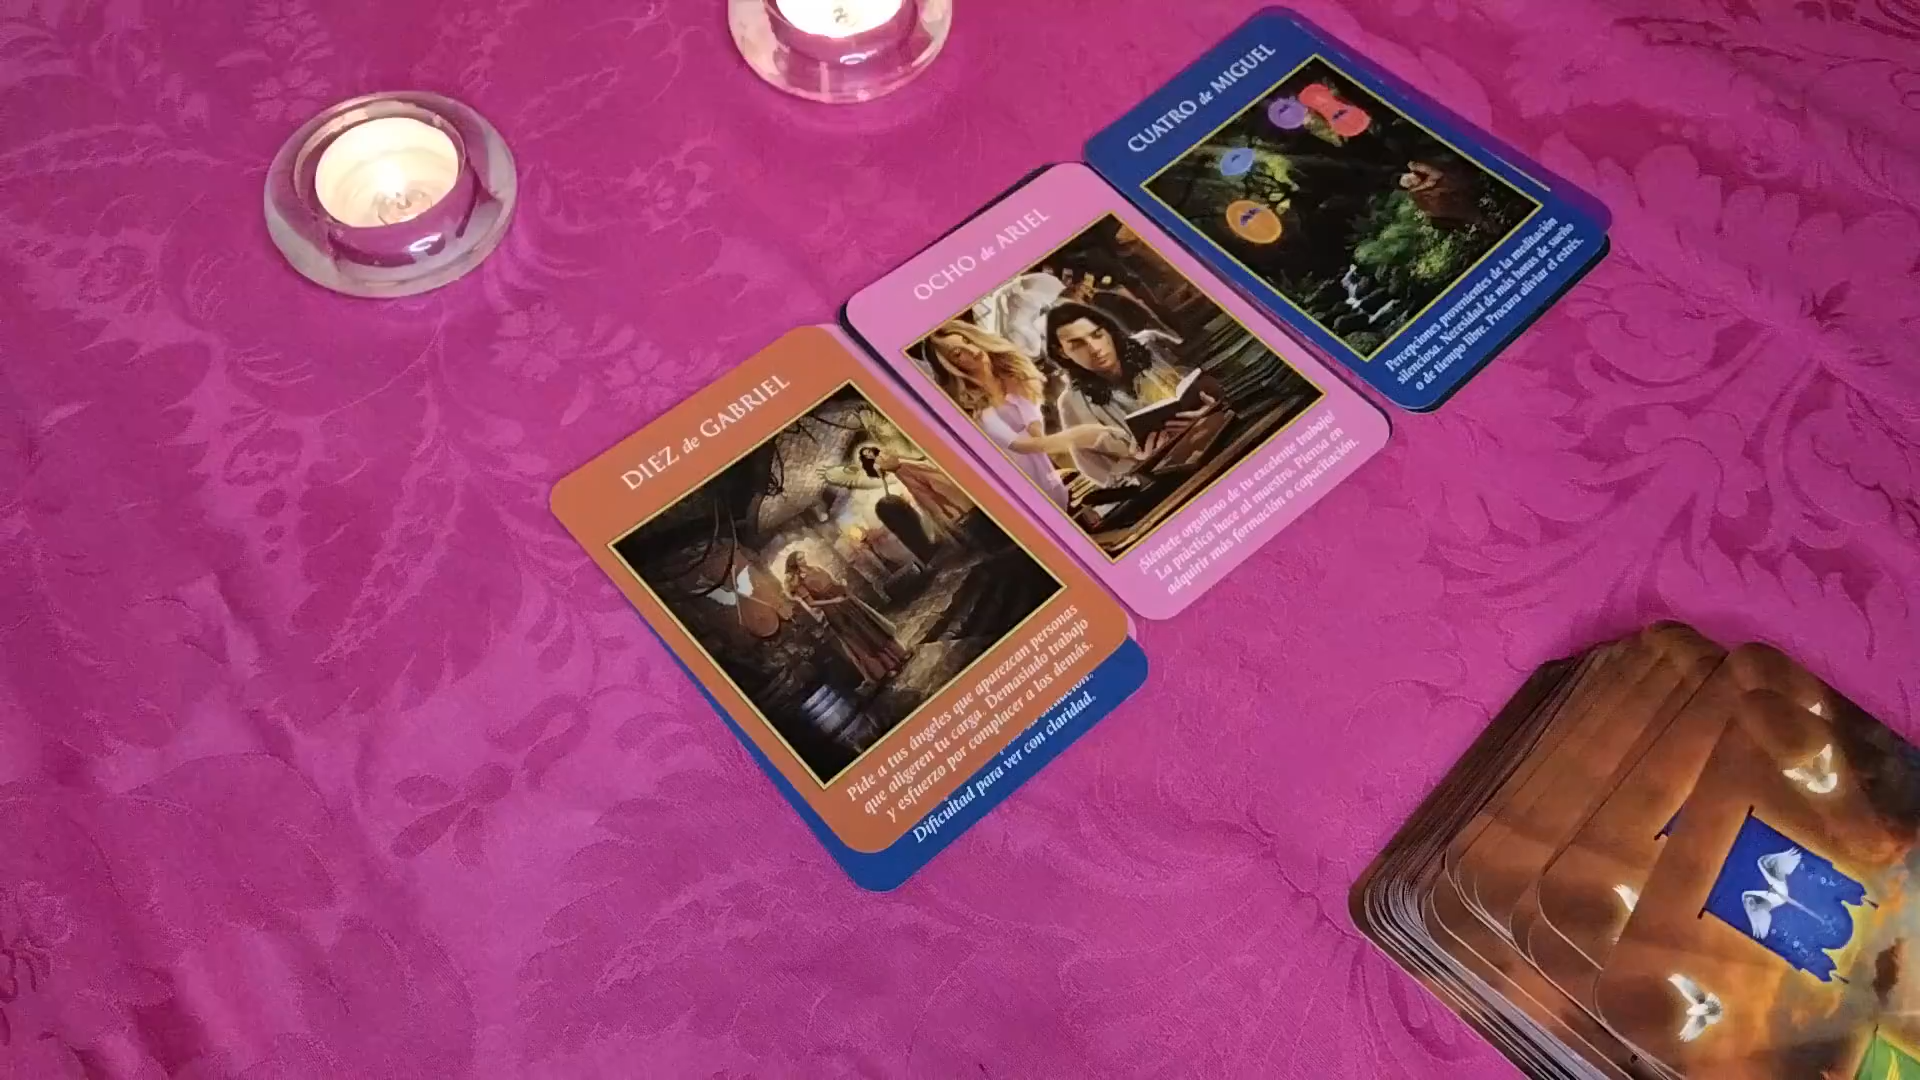 DIEZ de GABRIEL
Pide a tus ángeles que aparezcan personas
que aligeren tu carga. Demasiado trabajo
y esfuerzo por complacer a los demás.
Dificultad para ver con claridad.
OCHO de ARIEL
¡Siéntete orgulloso de tu excelente trabajo!
La práctica hace al maestro. Piensa en
adquirir más formación o capacitación.
CUATRO de MIGUEL
Percepciones provenientes de la meditación
silenciosa. Necesidad de más horas de sueño
o de tiempo libre. Procura aliviar el estrés.